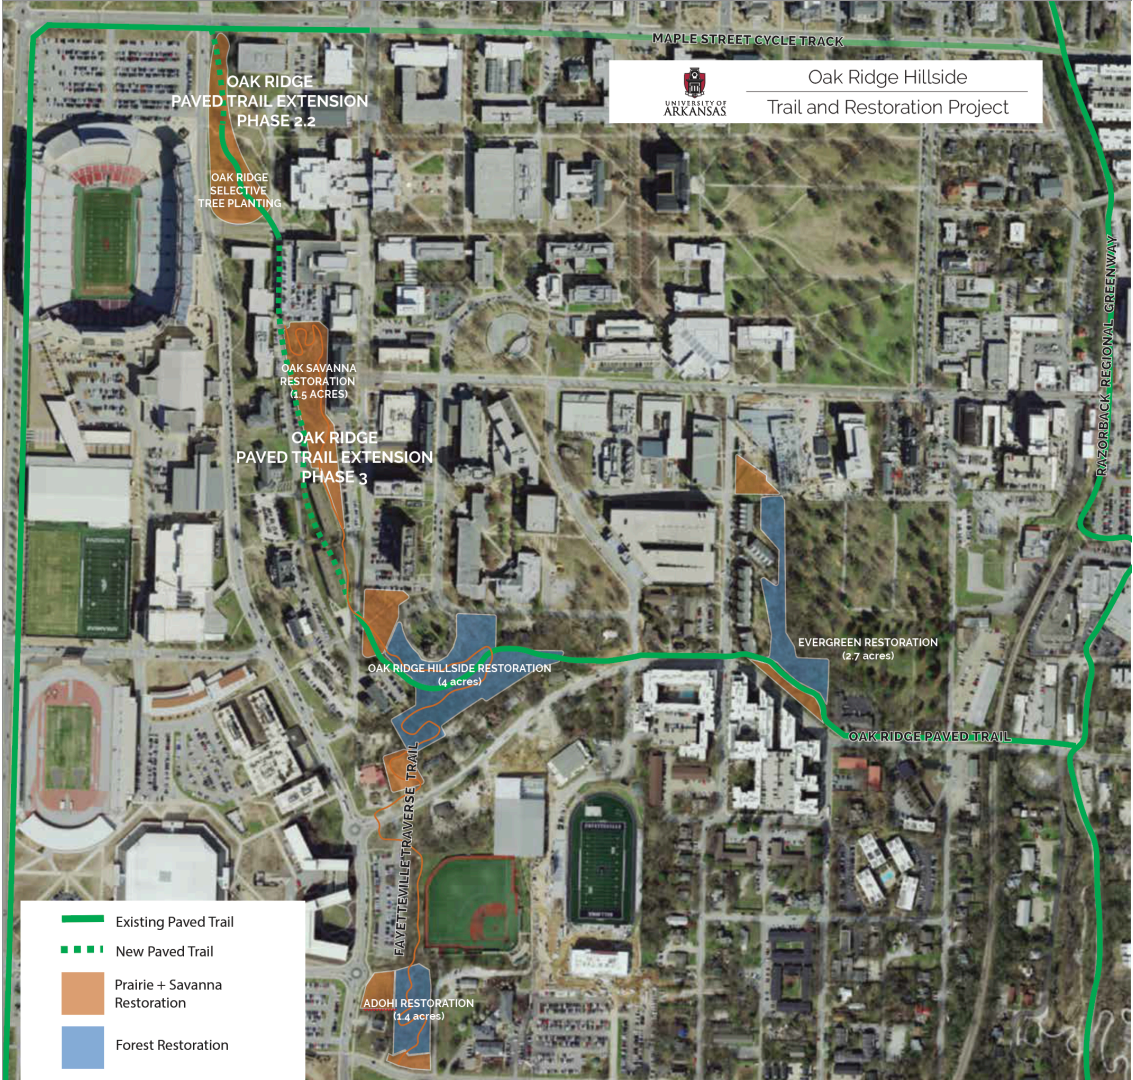 MAPLE STREET CYCLE TRACK
UNIVERSITY OF
ARKANSAS
Oak Ridge Hillside
Trail and Restoration Project
OAK RIDGE
PAVED TRAIL EXTENSION
PHASE 2.2
OAK RIDGE
SELECTIVE
TREE PLANTING
RAZORBACK REGIONAL GREENWAY
OAK SAVANNA
RESTORATION
(1.5 ACRES)
OAK RIDGE
PAVED TRAIL EXTENSION
PHASE 3
EVERGREEN RESTORATION
(2.7 acres)
OAK RIDGE HILLSIDE RESTORATION
(4 acres)
OAK RIDGE PAVED TRAIL
FAYETTEVILLE TRAVERSE TRAIL
ADOHI RESTORATION
(1.4 acres)
Existing Paved Trail
New Paved Trail
Prairie + Savanna
Restoration
Forest Restoration